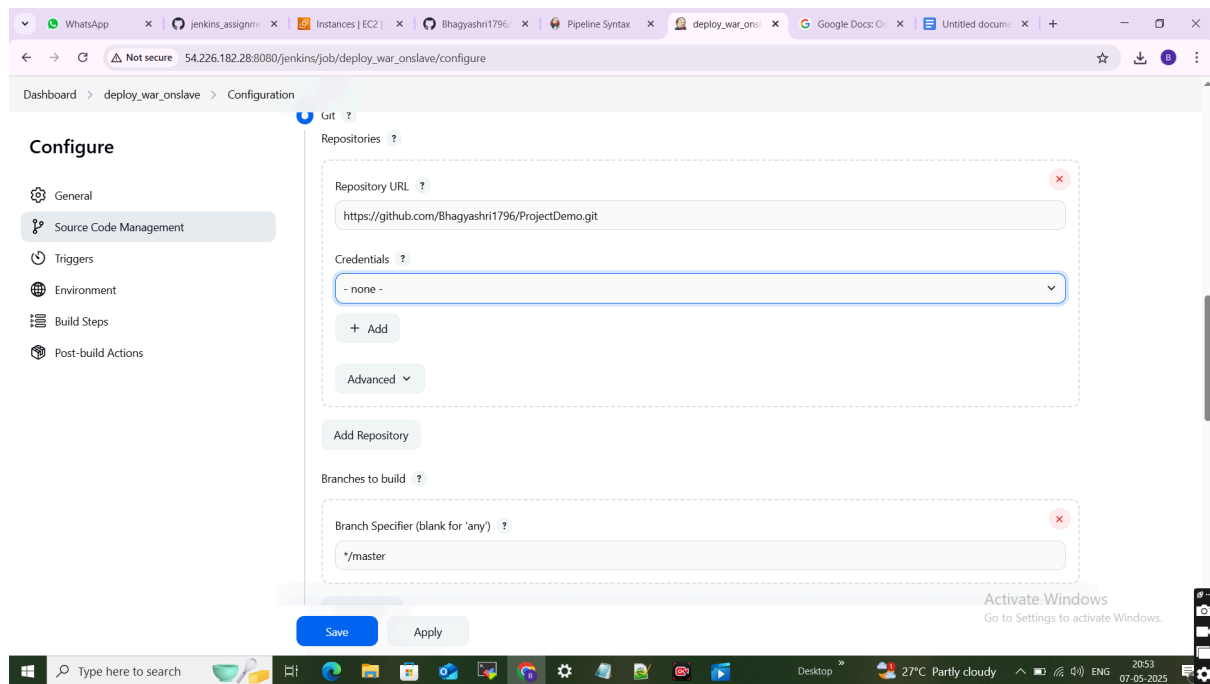 WhatsApp
jenkins_assignme
Instances | EC2 |
Bhagyashri1796/
Pipeline Syntax
deploy_war_onsl
Google Docs: On
Untitled docume
Not secure 54.226.182.28:8080/jenkins/job/deploy_war_onslave/configure
B
Dashboard > deploy_war_onslave > Configuration
Configure
General
Source Code Management
Triggers
Environment
Build Steps
Post-build Actions
Git ?
Repositories ?
Repository URL ?
https://github.com/Bhagyashri1796/ProjectDemo.git
Credentials ?
- none -
+ Add
Advanced
Add Repository
Branches to build ?
Branch Specifier (blank for 'any') ?
*/master
Save
Apply
Activate Windows
Go to Settings to activate Windows.
Type here to search
Desktop »
27°C Partly cloudy
ENG
20:53
07-05-2025